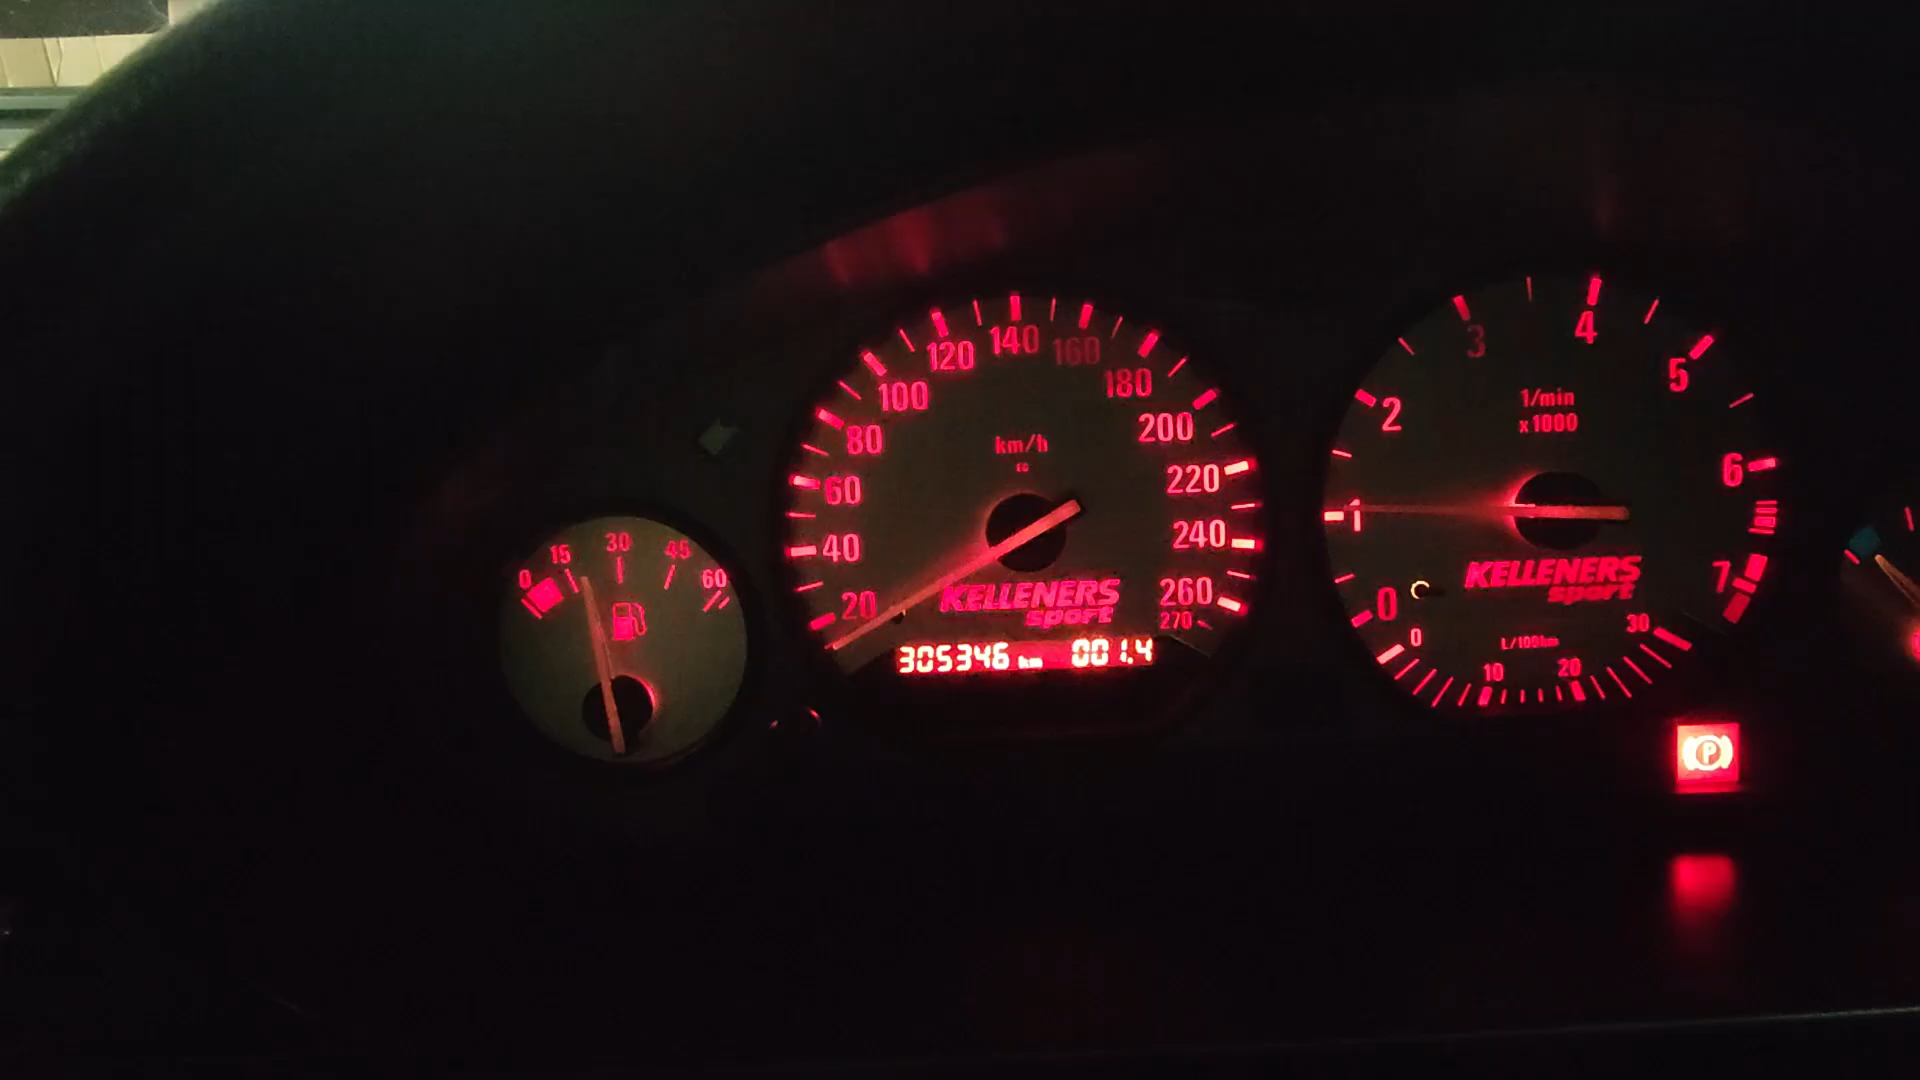 0 15 30 45 60
20 40 60 80 100 120 140 160 180 200 220 240 260 270
km/h
KELLENERS
sport
305346 km 001.4
0 1 2 3 4 5 6 7
1/min
x1000
KELLENERS
sport
L/100km
0 10 20 30
P